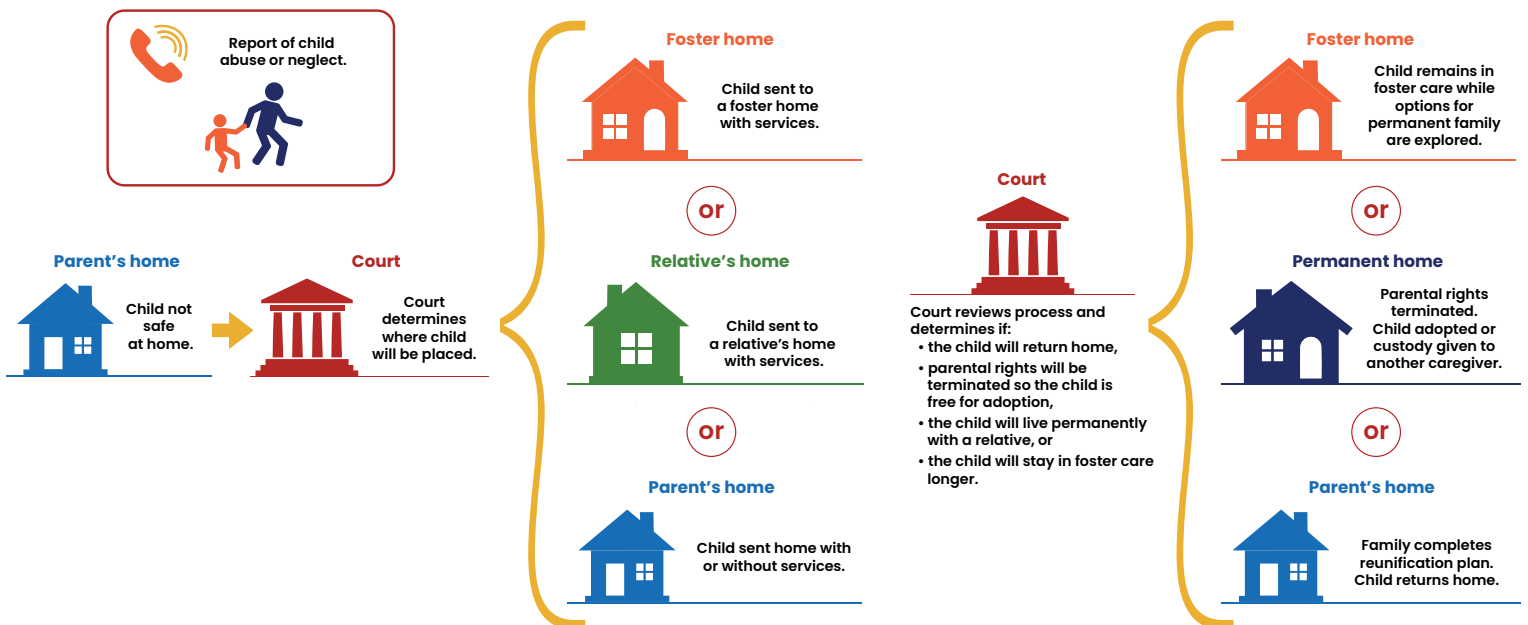 Report of child
abuse or neglect.
Parent’s home
Child not
safe
at home.
Court
Court
determines
where child
will be placed.
Foster home
Child sent to
a foster home
with services.
or
Relative’s home
Child sent to
a relative’s home
with services.
or
Parent’s home
Child sent home with
or without services.
Court
Court reviews process and
determines if:
• the child will return home,
• parental rights will be
terminated so the child is
free for adoption,
• the child will live permanently
with a relative, or
• the child will stay in foster care
longer.
Foster home
Child remains in
foster care while
options for
permanent family
are explored.
or
Permanent home
Parental rights
terminated.
Child adopted or
custody given to
another caregiver.
or
Parent’s home
Family completes
reunification plan.
Child returns home.